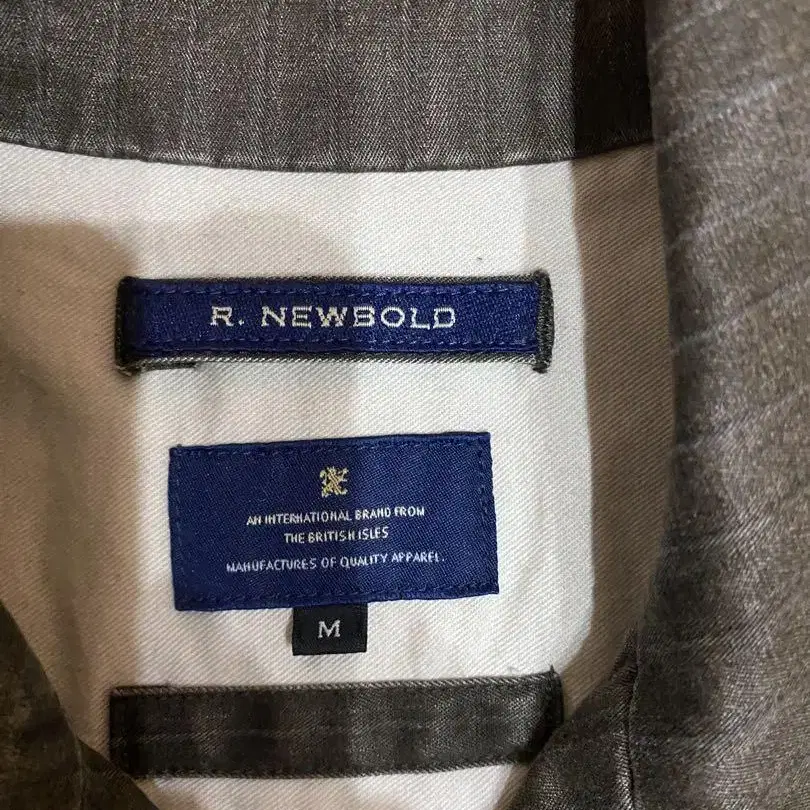 R. NEWBOLD
AN INTERNATIONAL BRAND FROM
THE BRITISH ISLES
MANUFACTURES OF QUALITY APPAREL.
M